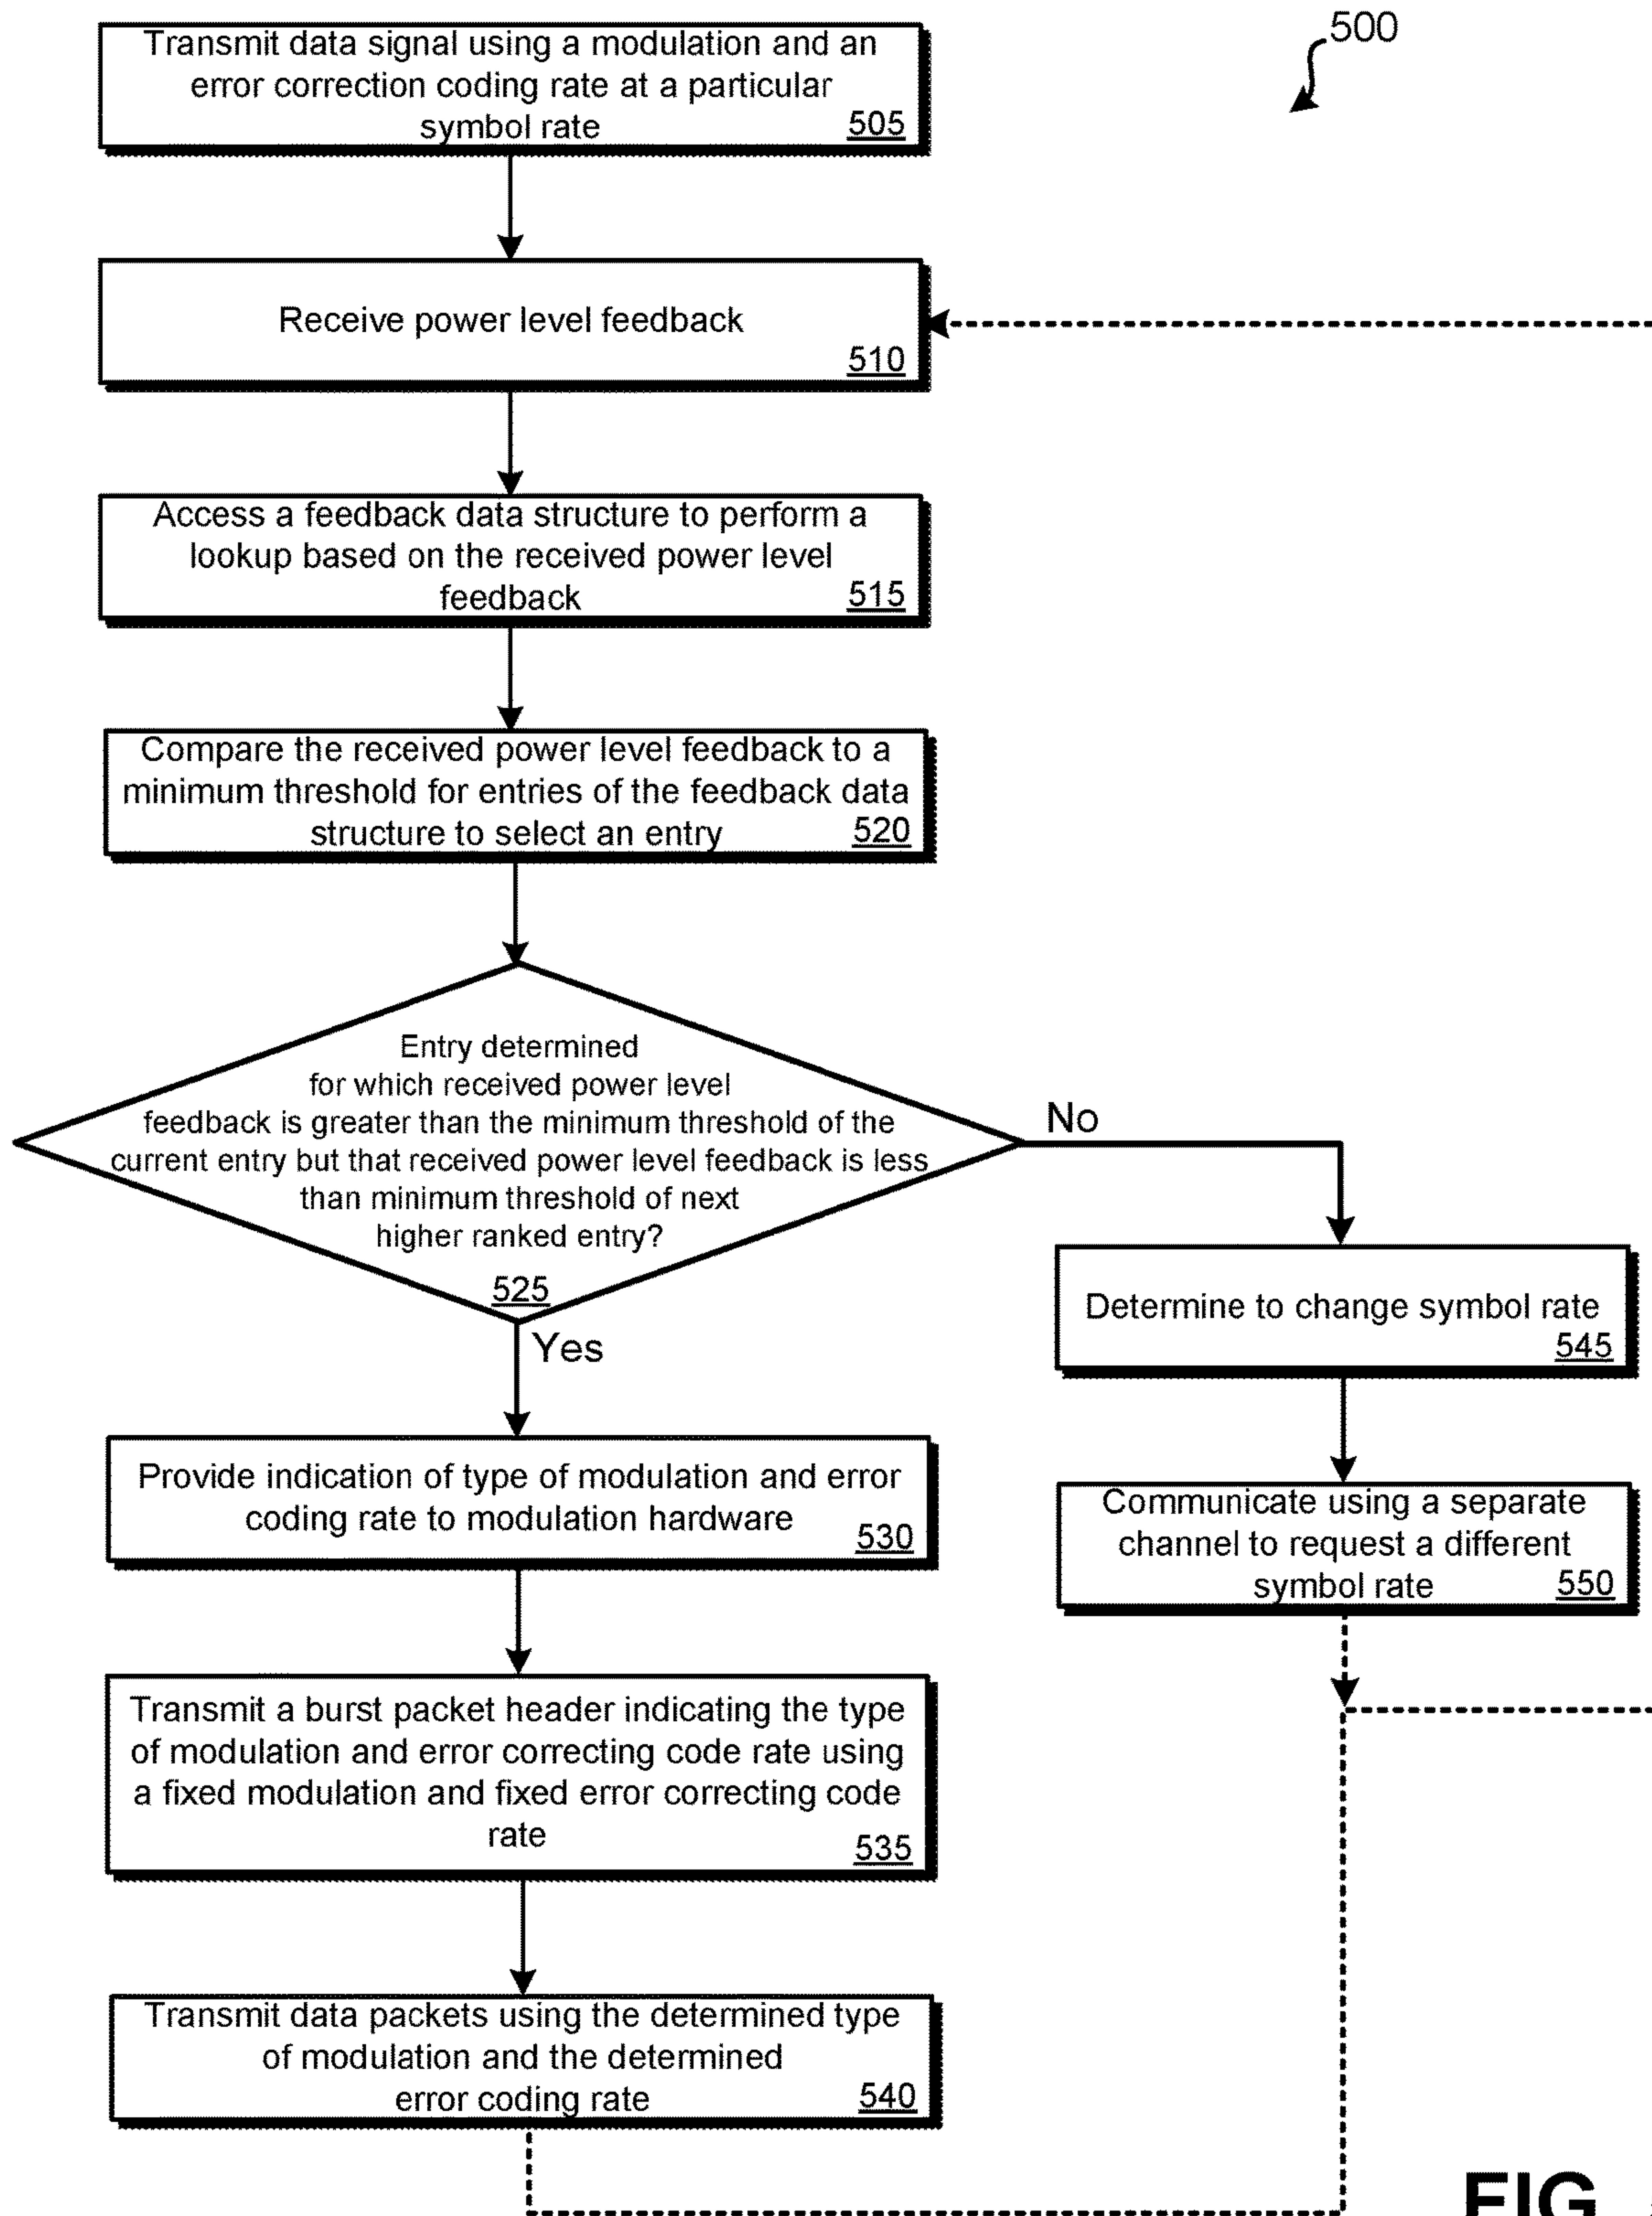 500
Transmit data signal using a modulation and an
error correction coding rate at a particular
symbol rate
505
Receive power level feedback
510
Access a feedback data structure to perform a
lookup based on the received power level
feedback
515
Compare the received power level feedback to a
minimum threshold for entries of the feedback data
structure to select an entry
520
Entry determined
for which received power level
feedback is greater than the minimum threshold of the
current entry but that received power level feedback is less
than minimum threshold of next
higher ranked entry?
525
No
Yes
Determine to change symbol rate
545
Provide indication of type of modulation and error
coding rate to modulation hardware
530
Communicate using a separate
channel to request a different
symbol rate
550
Transmit a burst packet header indicating the type
of modulation and error correcting code rate using
a fixed modulation and fixed error correcting code
rate
535
Transmit data packets using the determined type
of modulation and the determined
error coding rate
540
FIG.